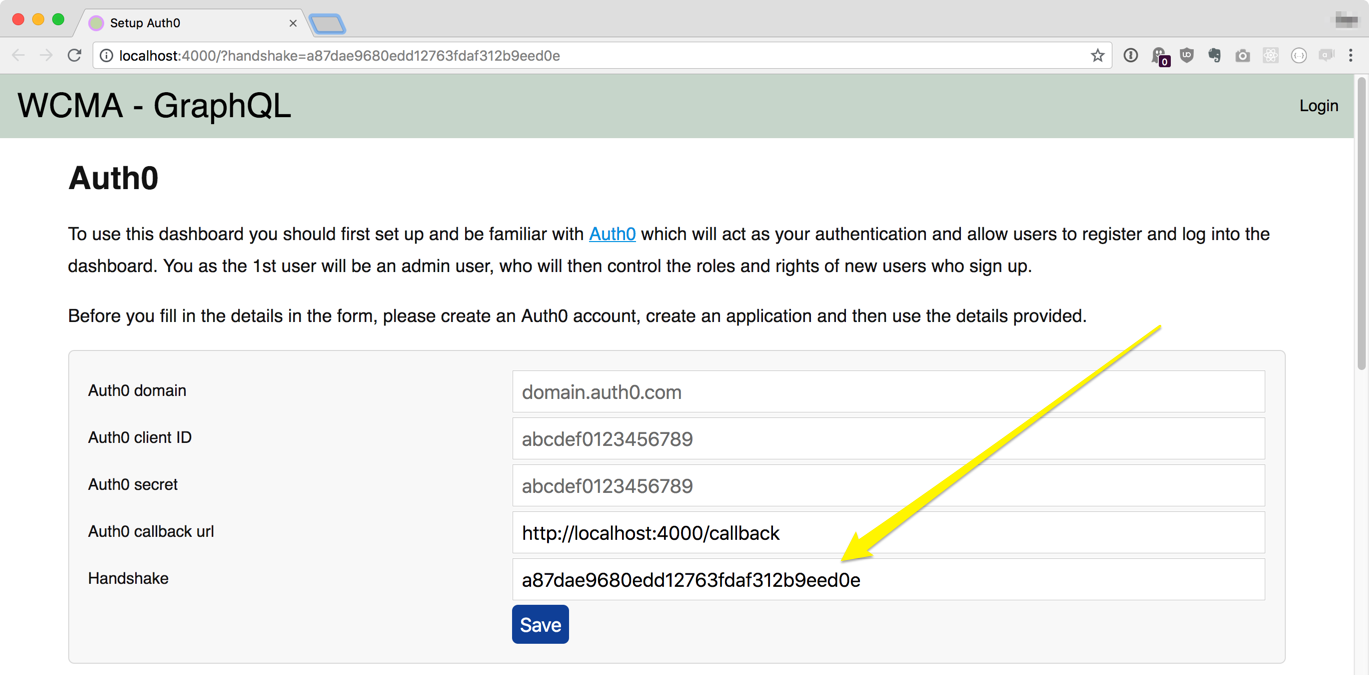 Setup Auth0
localhost:4000/?handshake=a87dae9680edd12763fdaf312b9eed0e
0
WCMA - GraphQL
Login
Auth0
To use this dashboard you should first set up and be familiar with Auth0 which will act as your authentication and allow users to register and log into the
dashboard. You as the 1st user will be an admin user, who will then control the roles and rights of new users who sign up.
Before you fill in the details in the form, please create an Auth0 account, create an application and then use the details provided.
Auth0 domain
domain.auth0.com
Auth0 client ID
abcdef0123456789
Auth0 secret
abcdef0123456789
Auth0 callback url
http://localhost:4000/callback
Handshake
a87dae9680edd12763fdaf312b9eed0e
Save